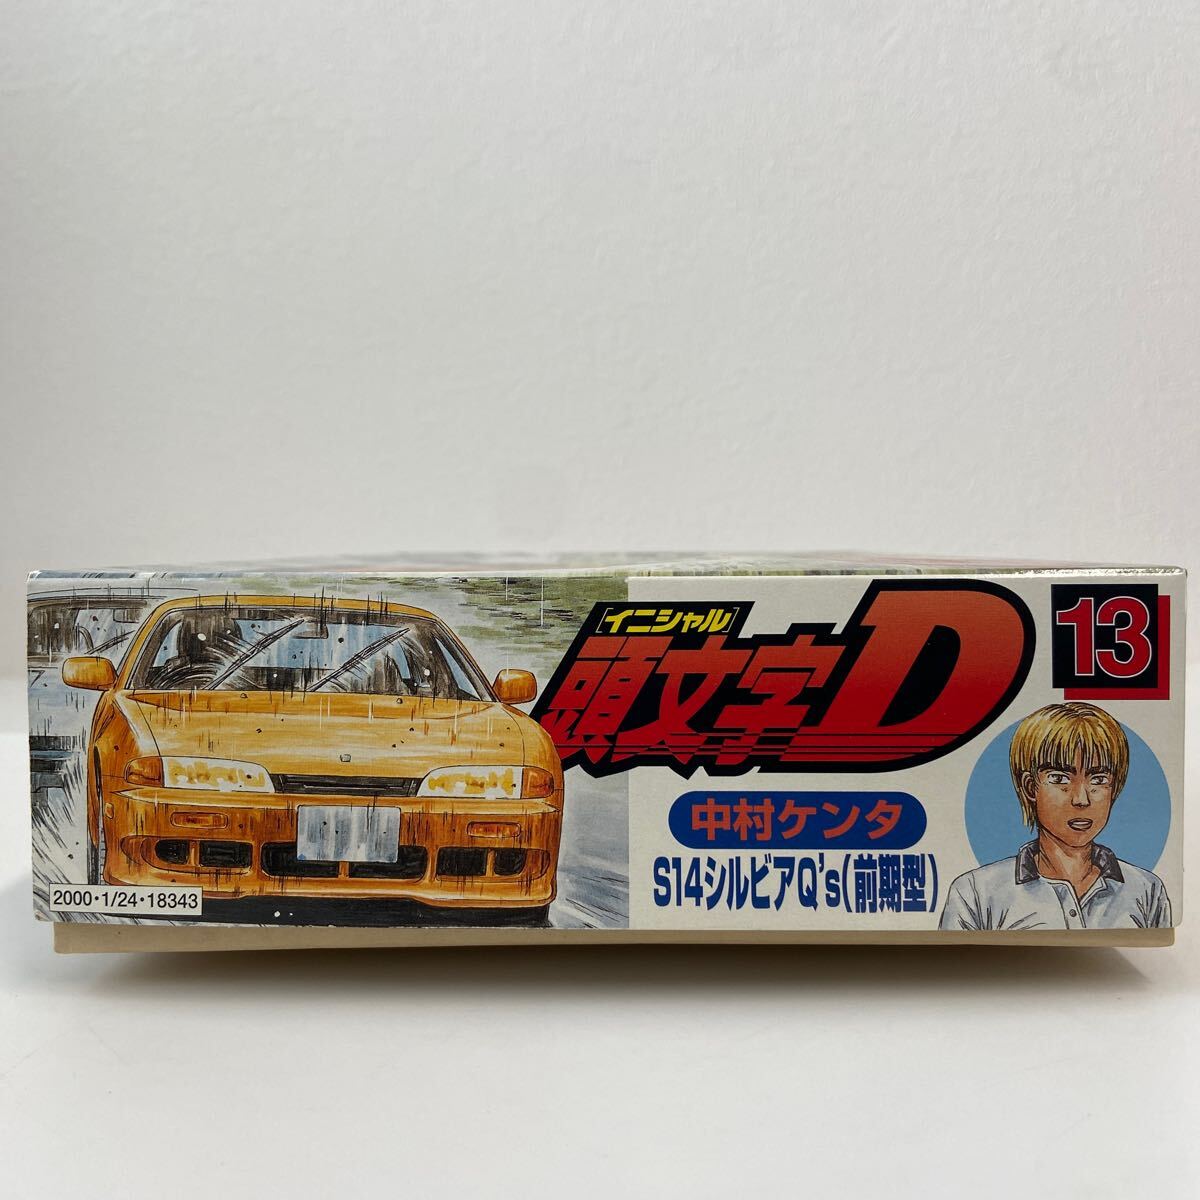 [イニシャル]
頭文字D
13
中村ケンタ
S14シルビアQ's(前期型)
2000・1/24・18343